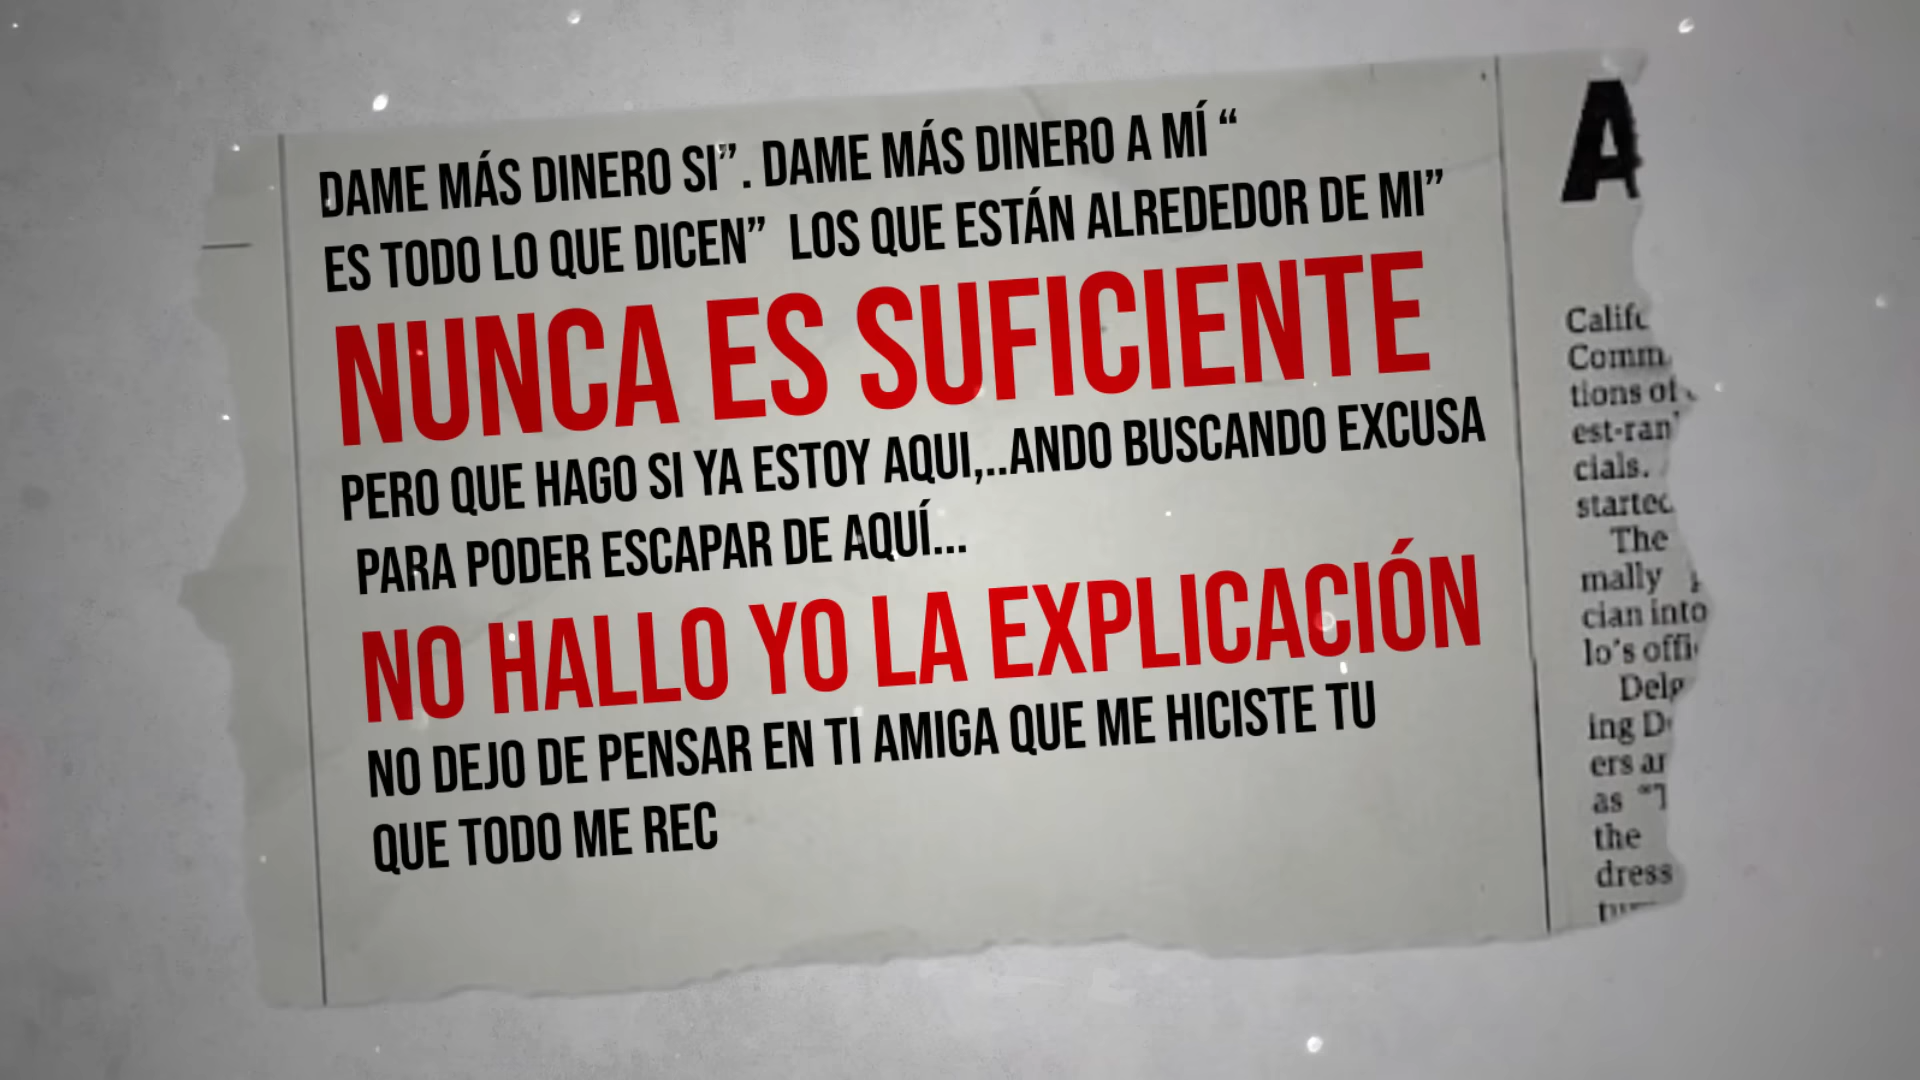 DAME MÁS DINERO SI”. DAME MÁS DINERO A MÍ “
ES TODO LO QUE DICEN” LOS QUE ESTÁN ALREDEDOR DE MI”
NUNCA ES SUFICIENTE
PERO QUE HAGO SI YA ESTOY AQUI,..ANDO BUSCANDO EXCUSA
PARA PODER ESCAPAR DE AQUÍ...
NO HALLO YO LA EXPLICACIÓN
NO DEJO DE PENSAR EN TI AMIGA QUE ME HICISTE TU
QUE TODO ME REC
A
Calif
Comm
tions of
est-ran
cials.
started
The
mally
cian into
lo's offi
Delg
ing D
ers ar
as "T
the
dress